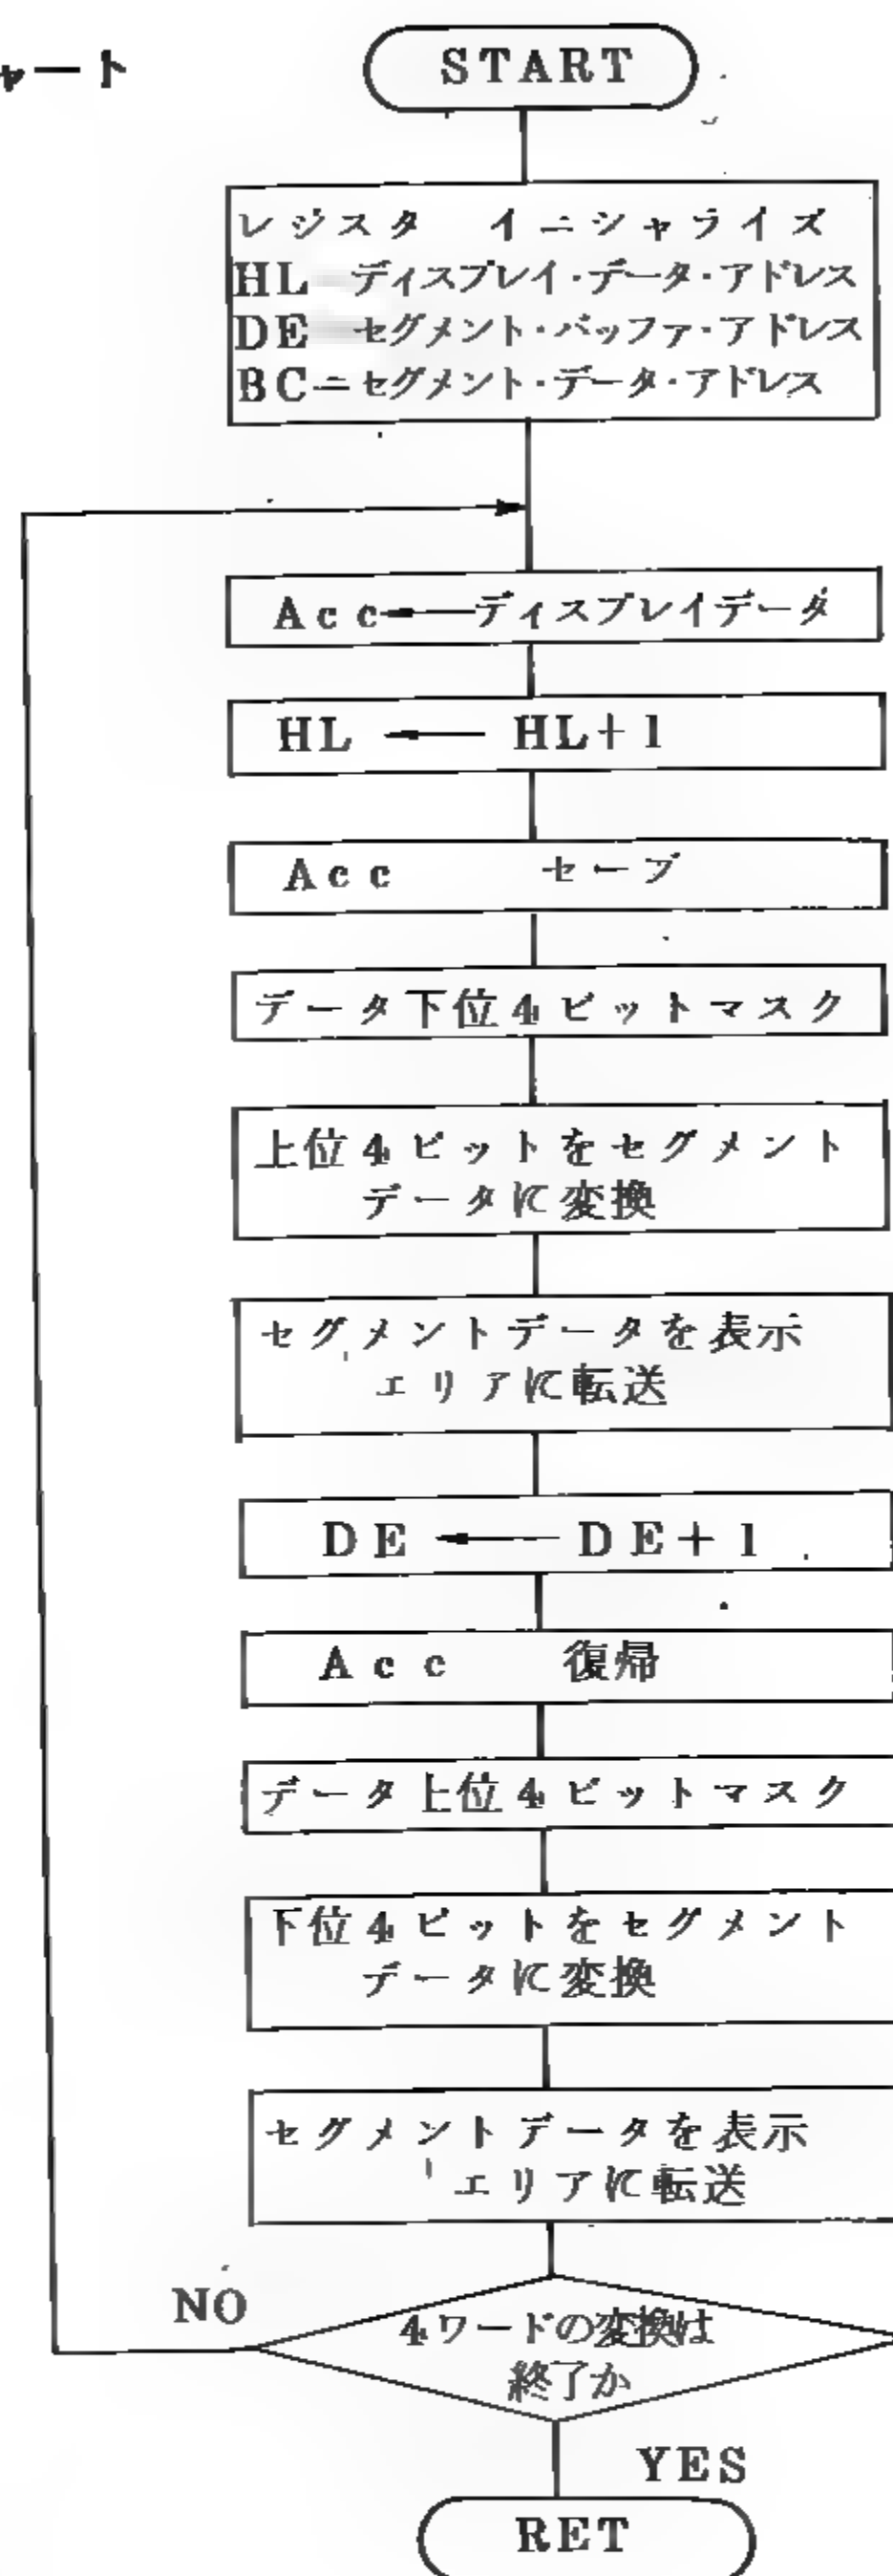 ャート
START
レジスタ イニシャライズ
HL ディスプレイ・データ・アドレス
DE セグメント・バッファ・アドレス
BC=セグメント・データ・アドレス
Acc←ディスプレイデータ
HL ← HL+1
Acc セーブ
データ下位4ビットマスク
上位4ビットをセグメント
データに変換
セグメントデータを表示
エリアに転送
DE ← DE+1
Acc 復帰
データ上位4ビットマスク
下位4ビットをセグメント
データに変換
セグメントデータを表示
エリアに転送
NO
4ワードの変換は
終了か
YES
RET